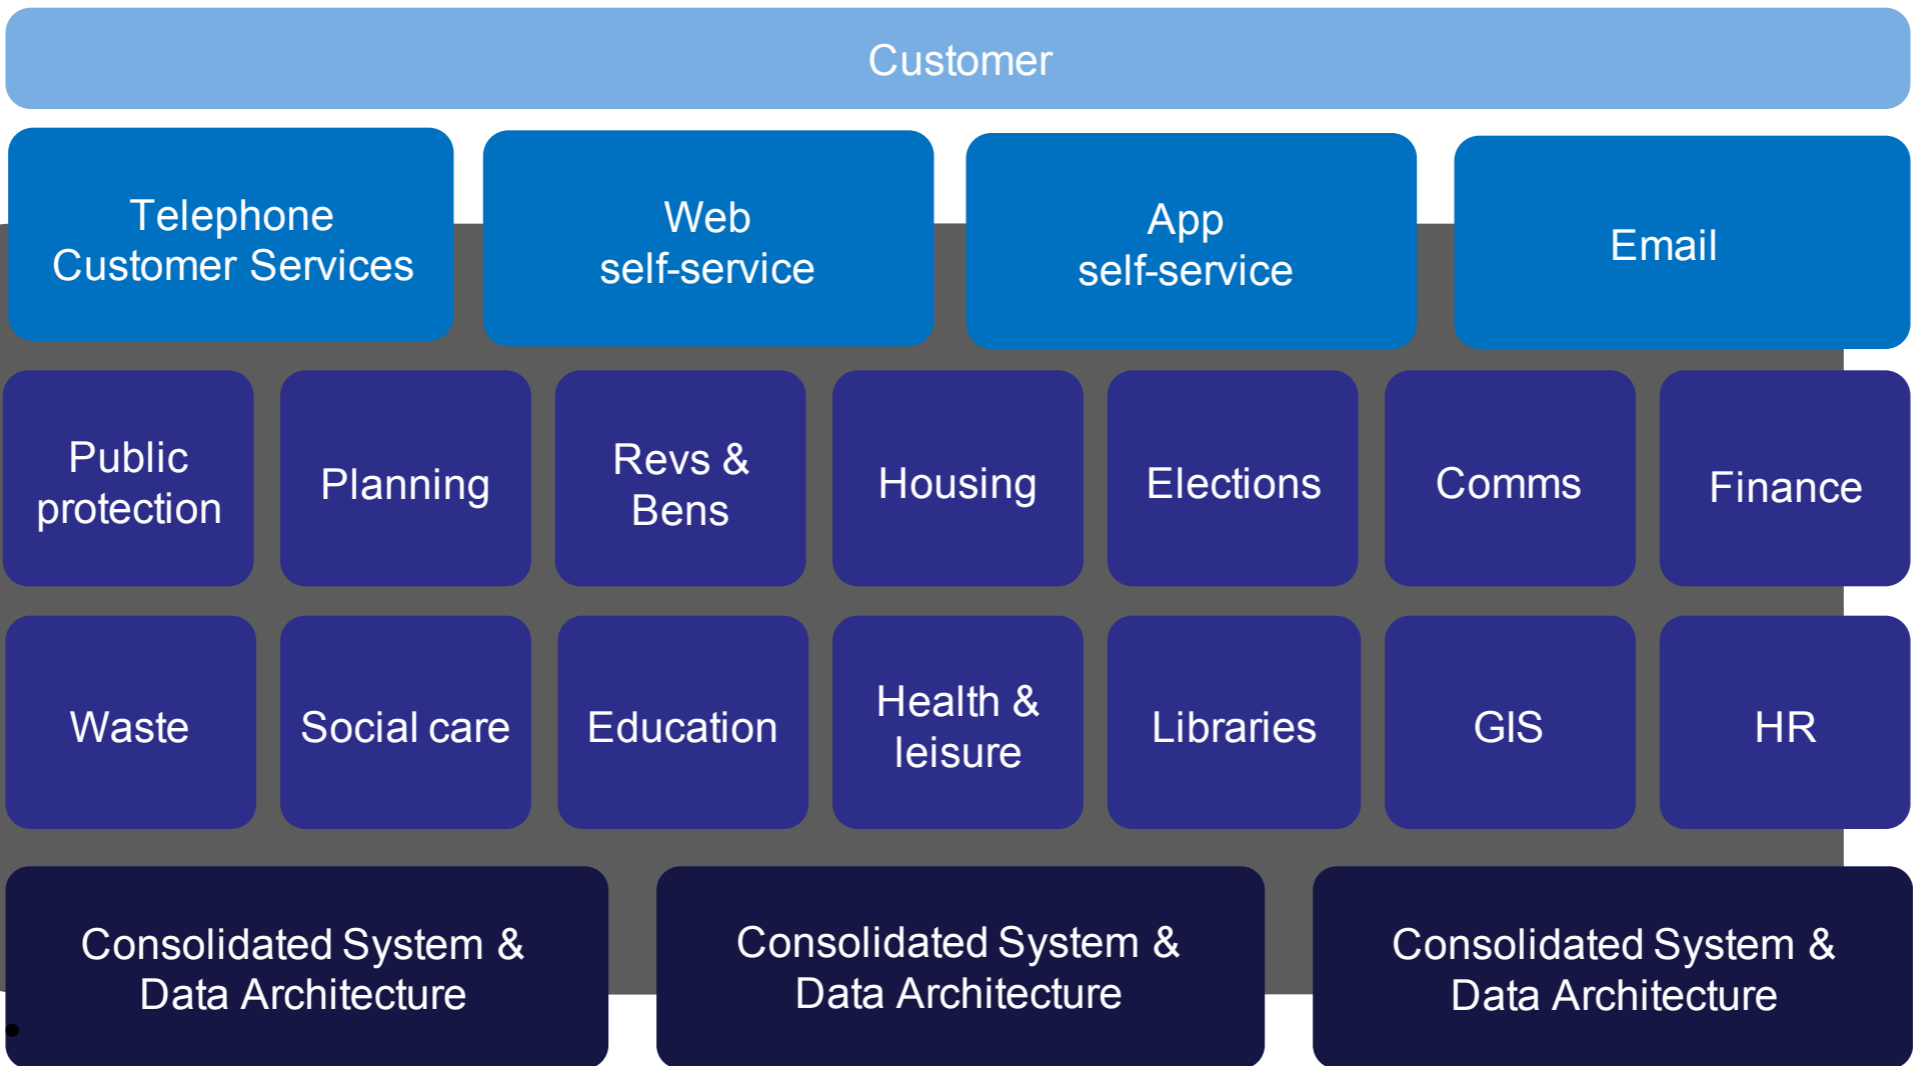 Customer
Telephone
Customer Services
Web
self-service
App
self-service
Email
Public
protection
Planning
Revs &
Bens
Housing
Elections
Comms
Finance
Waste
Social care
Education
Health &
leisure
Libraries
GIS
HR
Consolidated System &
Data Architecture
Consolidated System &
Data Architecture
Consolidated System &
Data Architecture